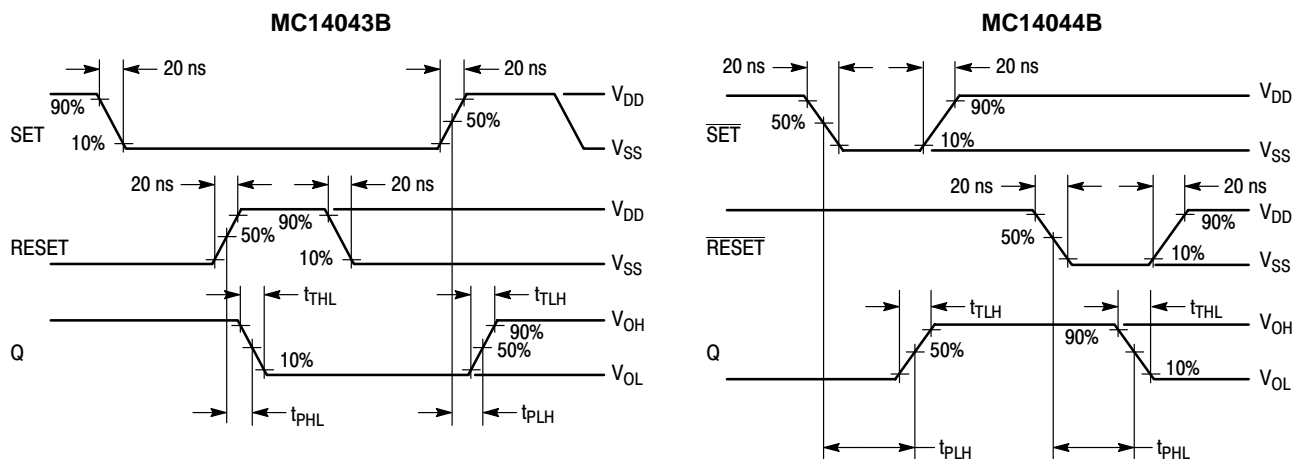 MC14043B
20 ns
20 ns
90%
10%
50%
V_DD
V_SS
SET
20 ns
20 ns
50%
90%
10%
V_DD
V_SS
RESET
t_THL
t_TLH
10%
90%
50%
V_OH
V_OL
Q
t_PHL
t_PLH
MC14044B
20 ns
20 ns
50%
90%
10%
V_DD
V_SS
S̅E̅T̅
20 ns
20 ns
50%
90%
10%
V_DD
V_SS
R̅E̅S̅E̅T̅
t_TLH
t_THL
50%
90%
10%
V_OH
V_OL
Q
t_PLH
t_PHL